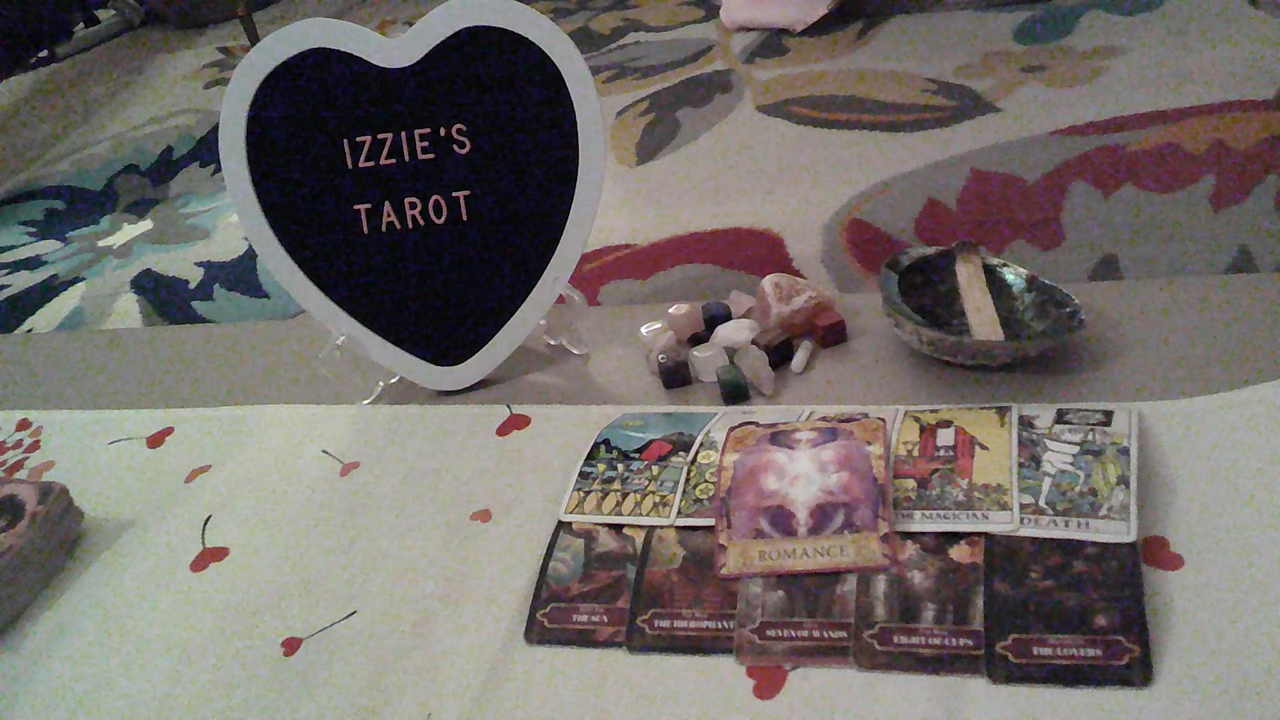 IZZIE'S
TAROT
THE MAGICIAN
DEATH
ROMANCE
THE SUN
THE HIEROPHANT
SEVEN OF WANDS
EIGHT OF CUPS
THE LOVERS